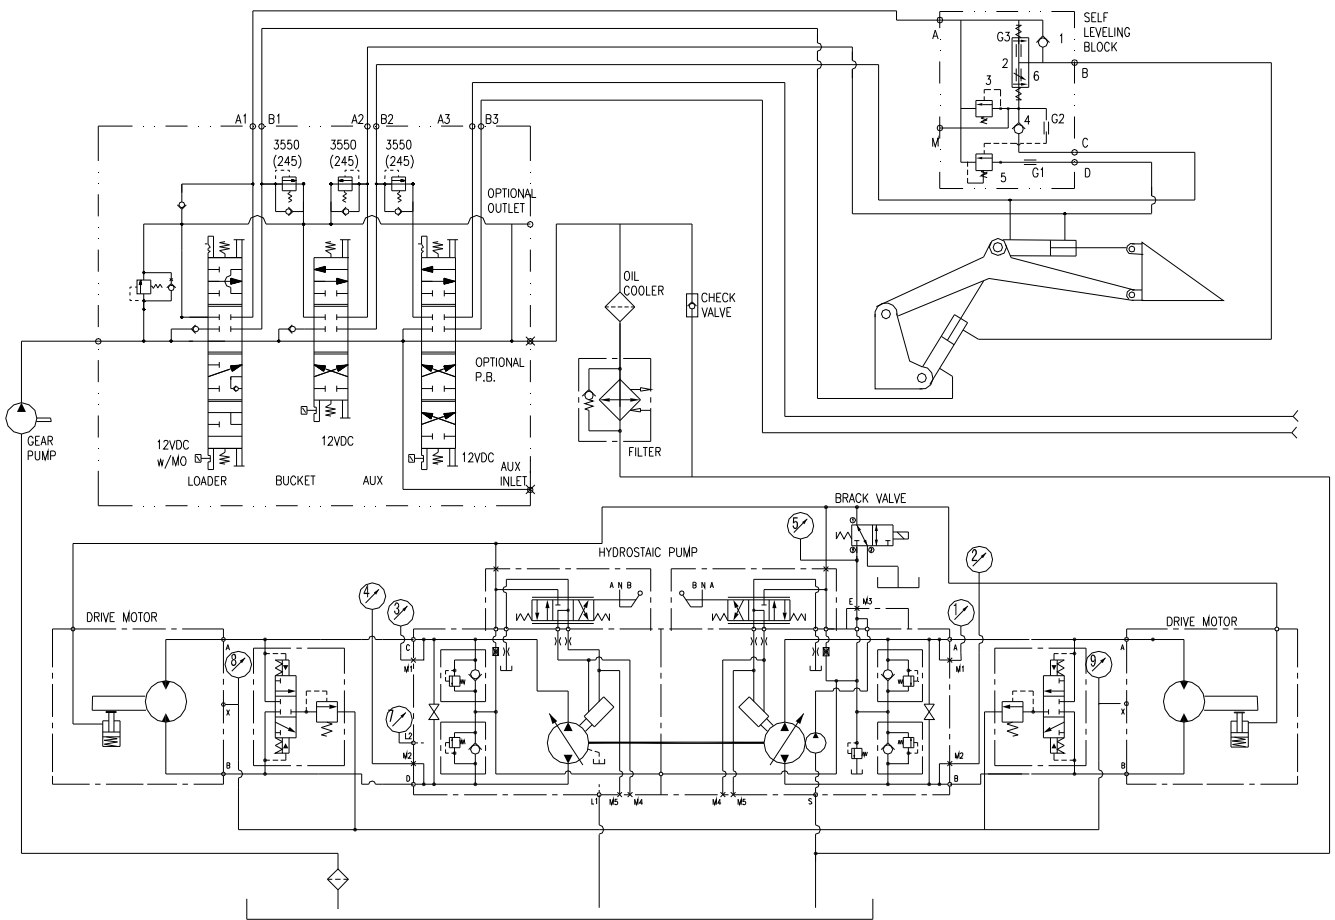 SELF
LEVELING
BLOCK
A
G3
1
2
6
B
3
4
G2
M
C
5
G1
D
A1
B1
A2
B2
A3
B3
3550
(245)
3550
(245)
3550
(245)
OPTIONAL
OUTLET
OIL
COOLER
CHECK
VALVE
OPTIONAL
P.B.
GEAR
PUMP
12VDC
W/MO
12VDC
12VDC
FILTER
LOADER
BUCKET
AUX
AUX
INLET
BRACK VALVE
5
1
3
2
2
HYDROSTAIC PUMP
A N B
B N A
4
3
E
M3
1
DRIVE MOTOR
DRIVE MOTOR
A
8
C
M1
A
M1
9
A
X
7
L2
M2
M2
X
B
D
B
B
L1
M5
M4
M4
M5
S